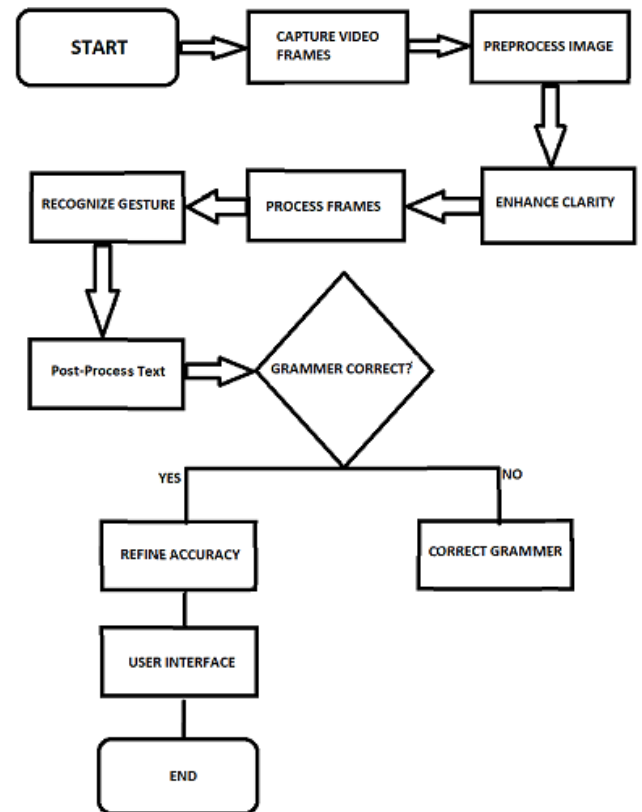 START
CAPTURE VIDEO
FRAMES
PREPROCESS IMAGE
RECOGNIZE GESTURE
PROCESS FRAMES
ENHANCE CLARITY
Post-Process Text
GRAMMER CORRECT?
YES
NO
REFINE ACCURACY
CORRECT GRAMMER
USER INTERFACE
END